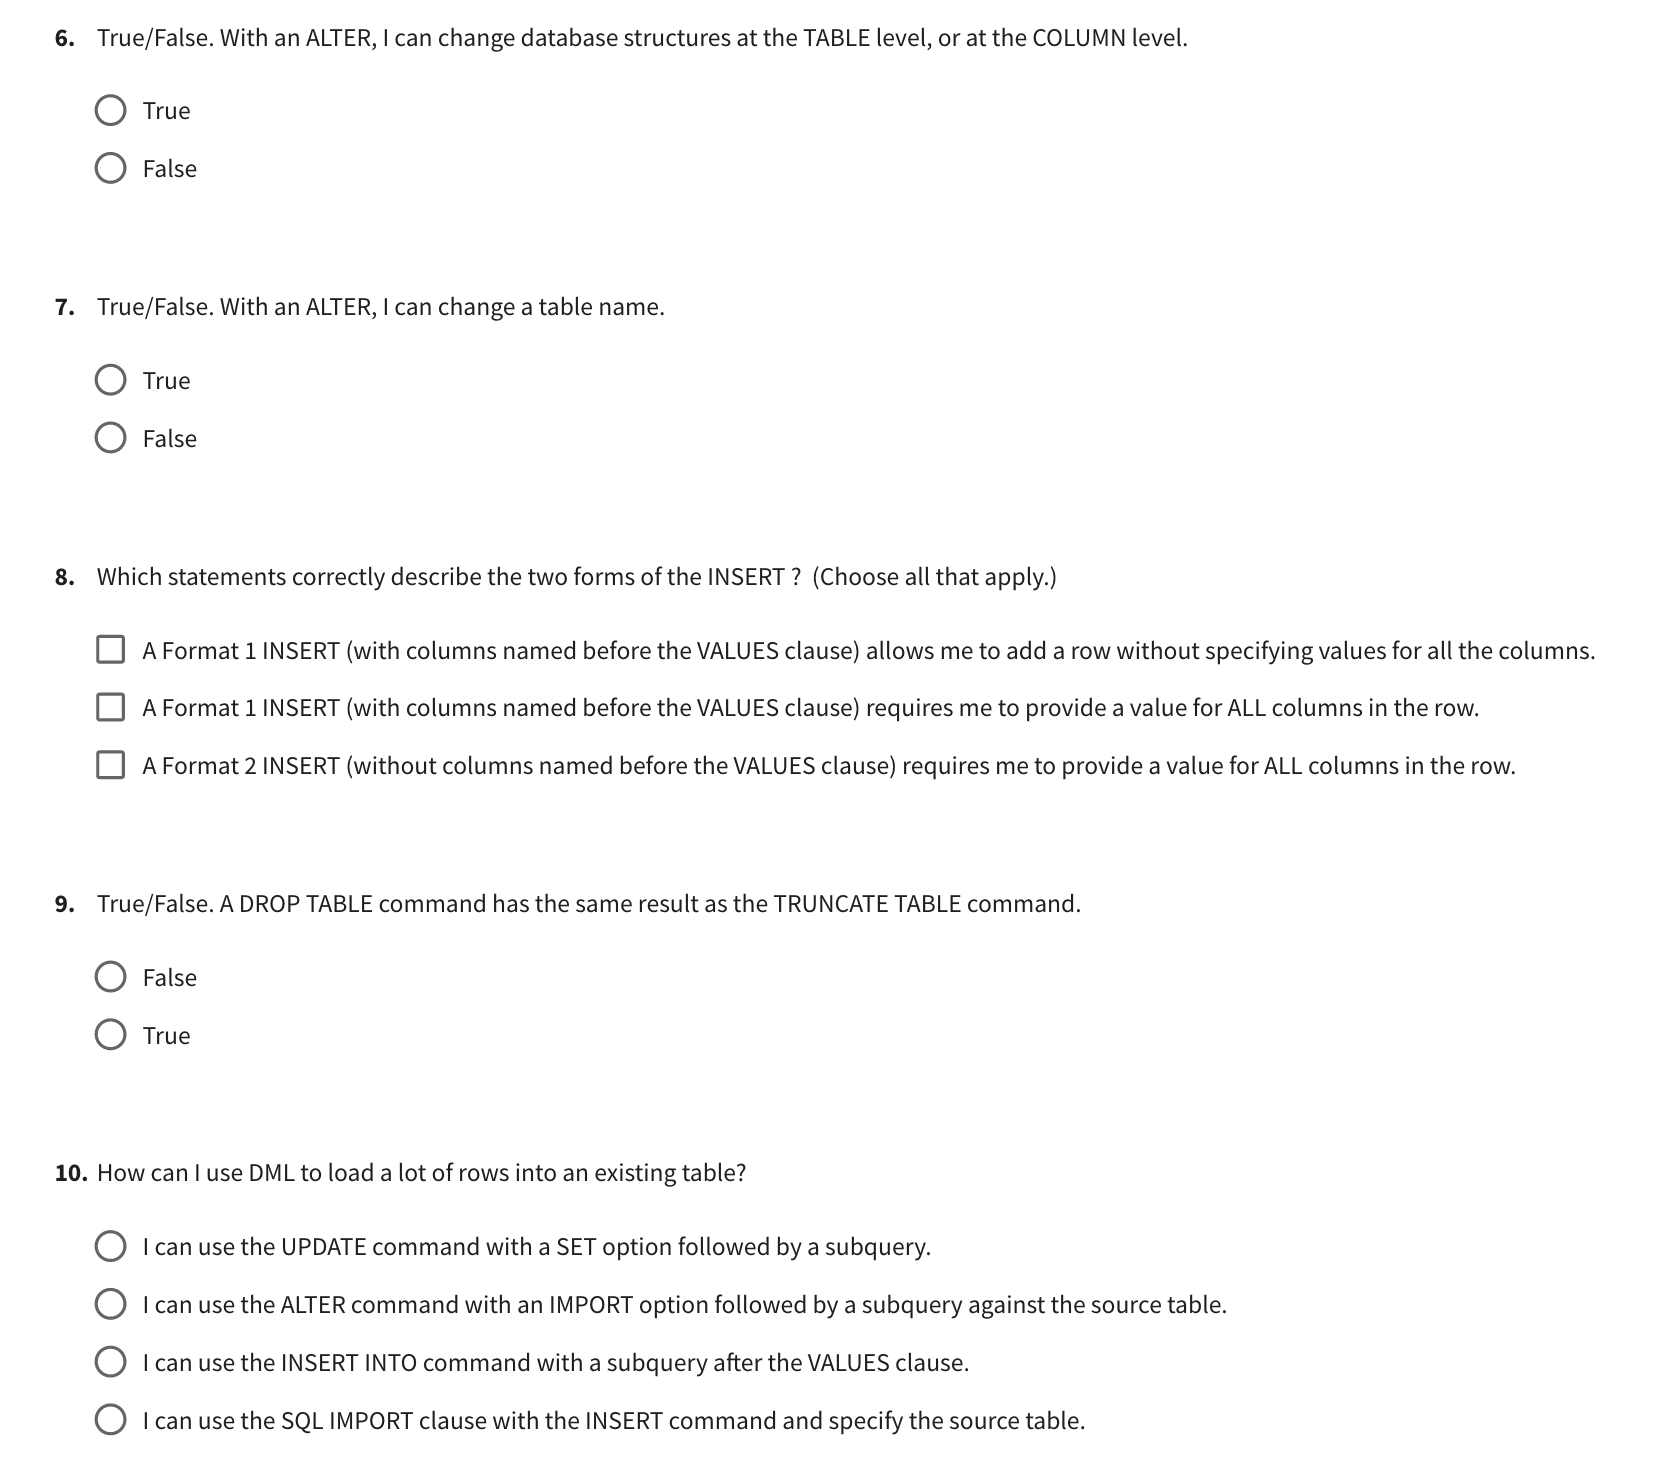 6. True/False. With an ALTER, I can change database structures at the TABLE level, or at the COLUMN level.
True
False
7. True/False. With an ALTER, I can change a table name.
True
False
8. Which statements correctly describe the two forms of the INSERT ? (Choose all that apply.)
A Format 1 INSERT (with columns named before the VALUES clause) allows me to add a row without specifying values for all the columns.
A Format 1 INSERT (with columns named before the VALUES clause) requires me to provide a value for ALL columns in the row.
A Format 2 INSERT (without columns named before the VALUES clause) requires me to provide a value for ALL columns in the row.
9. True/False. A DROP TABLE command has the same result as the TRUNCATE TABLE command.
False
True
10. How can I use DML to load a lot of rows into an existing table?
I can use the UPDATE command with a SET option followed by a subquery.
I can use the ALTER command with an IMPORT option followed by a subquery against the source table.
I can use the INSERT INTO command with a subquery after the VALUES clause.
I can use the SQL IMPORT clause with the INSERT command and specify the source table.